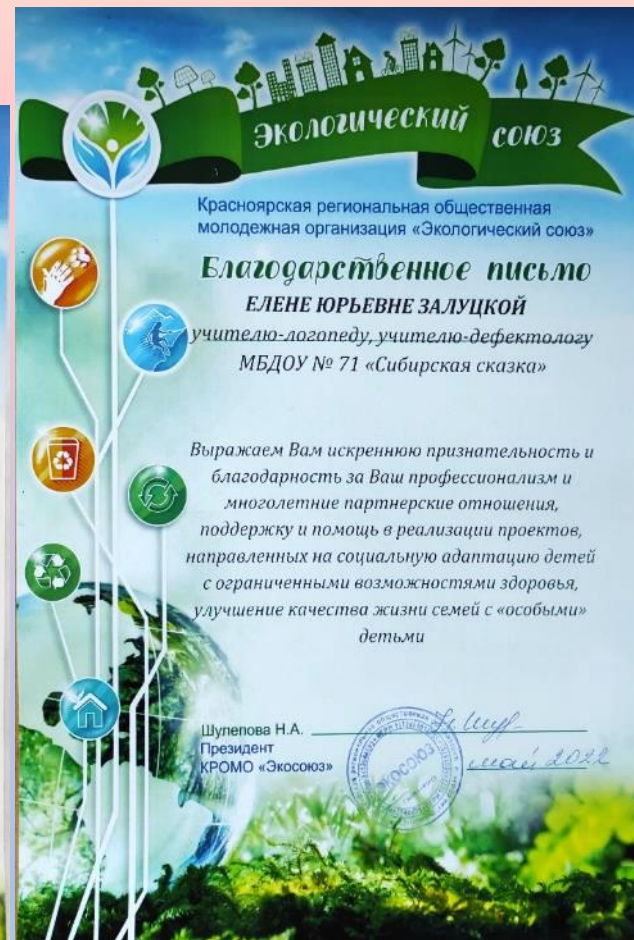 Экологический союз
Красноярская региональная общественная
молодежная организация «Экологический союз»
Благодарственное письмо
ЕЛЕНЕ ЮРЬЕВНЕ ЗАЛУЦКОЙ
учителю-логопеду, учителю-дефектологу
МБДОУ № 71 «Сибирская сказка»
Выражаем Вам искреннюю признательность и
благодарность за Ваш профессионализм и
многолетние партнерские отношения,
поддержку и помощь в реализации проектов,
направленных на социальную адаптацию детей
с ограниченными возможностями здоровья,
улучшение качества жизни семей с «особыми»
детьми
Шулепова Н.А.
Президент
КРОМО «Экосоюз»
ЭКОСОЮЗ
май 2022